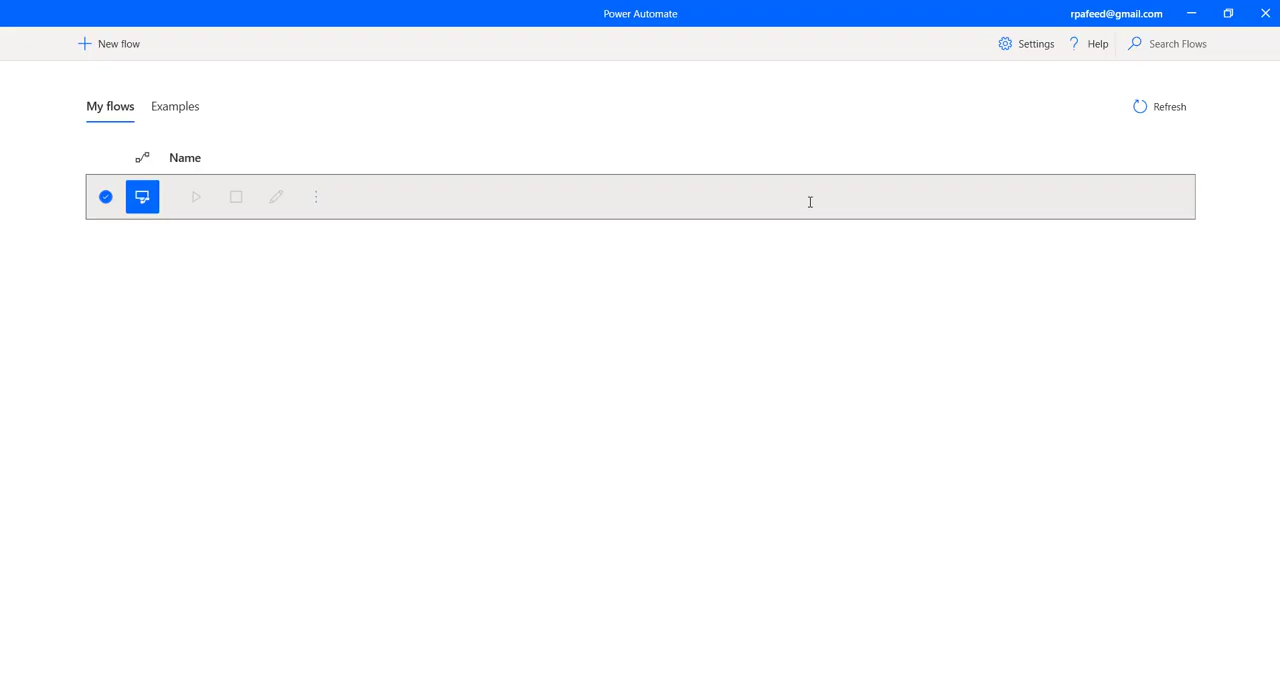 Power Automate rpafeed@gmail.com
New flow Settings Help Search Flows
My flows Examples Refresh
Name